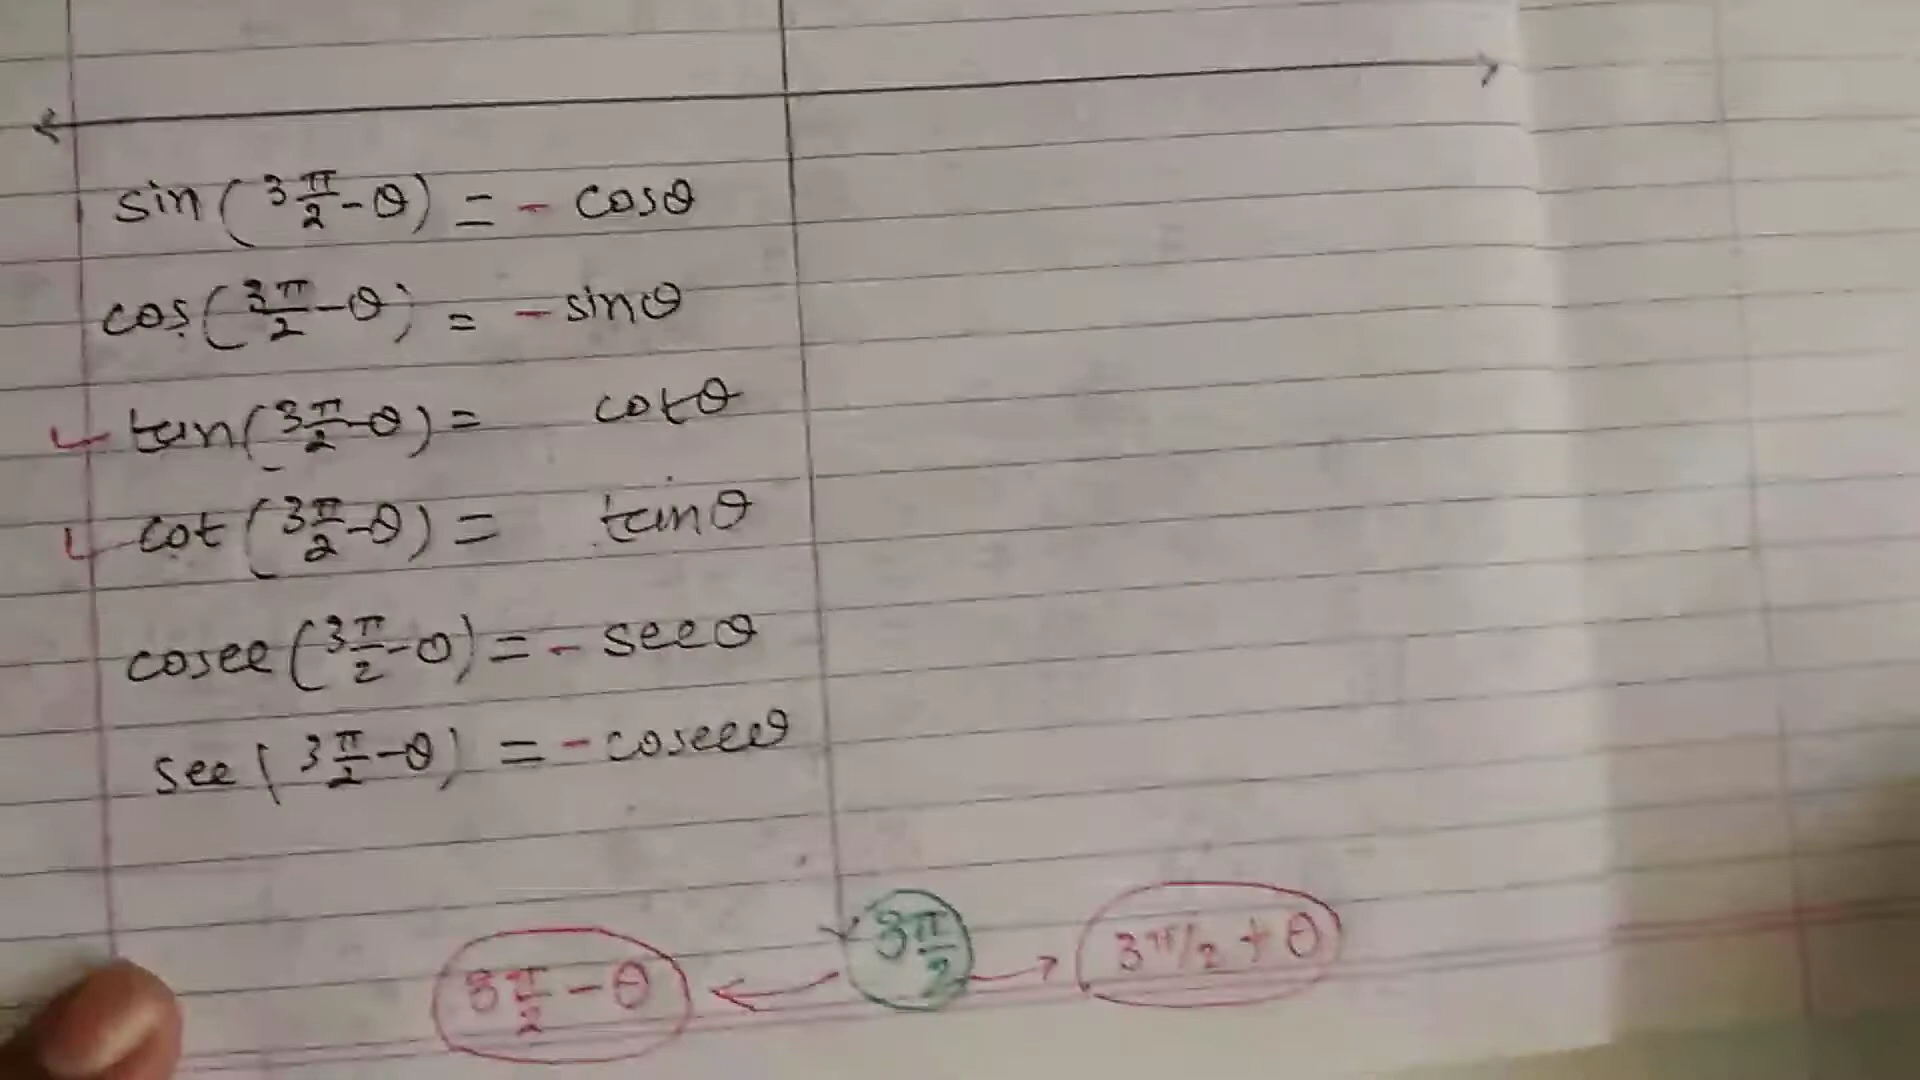 sin(3π/2-θ) = - cosθ
cos(3π/2-θ) = - sinθ
tan(3π/2-θ) = cotθ
cot(3π/2-θ) = tanθ
cosec(3π/2-θ) = - secθ
sec(3π/2-θ) = - cosecθ
3π/2 - θ 3π/2 3π/2 + θ